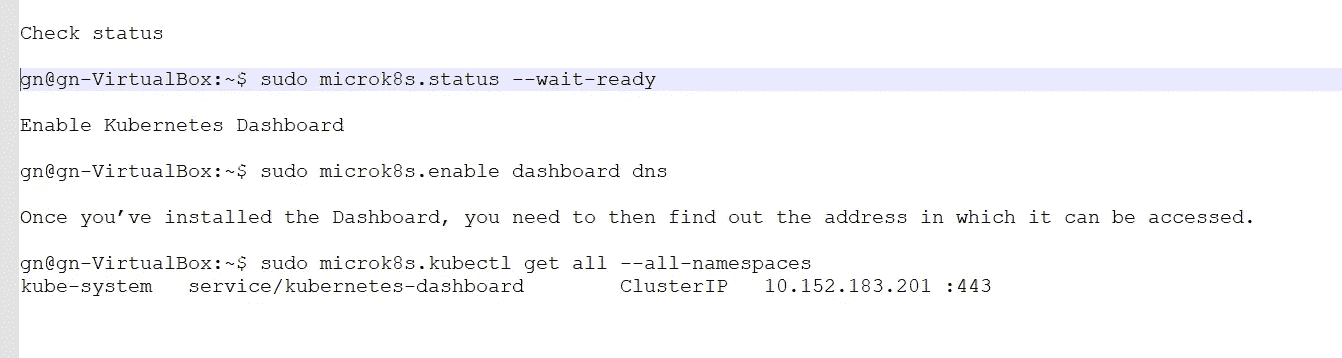 Check status
gn@gn-VirtualBox:~$ sudo microk8s.status --wait-ready
Enable Kubernetes Dashboard
gn@gn-VirtualBox:~$ sudo microk8s.enable dashboard dns
Once you’ve installed the Dashboard, you need to then find out the address in which it can be accessed.
gn@gn-VirtualBox:~$ sudo microk8s.kubectl get all --all-namespaces
kube-system   service/kubernetes-dashboard        ClusterIP   10.152.183.201 :443